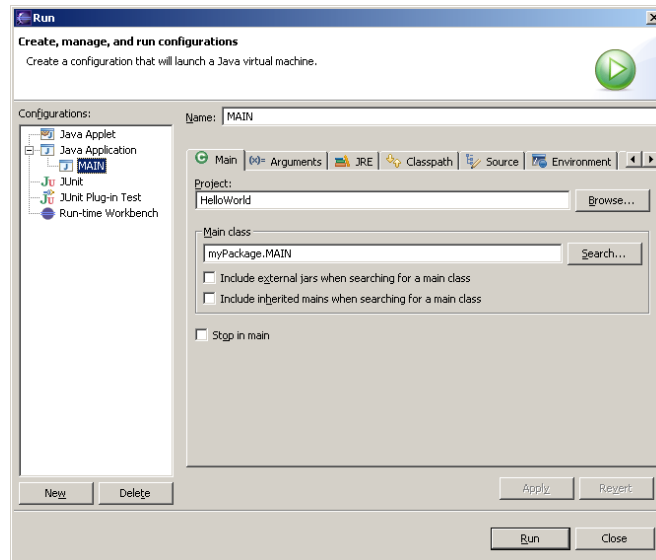 Run
Create, manage, and run configurations
Create a configuration that will launch a Java virtual machine.
Configurations:
Java Applet
Java Application
MAIN
JUnit
JUnit Plug-in Test
Run-time Workbench
New Delete
Name: MAIN
Main (x)= Arguments JRE Classpath Source Environment
Project:
HelloWorld Browse...
Main class
myPackage.MAIN Search...
Include external jars when searching for a main class
Include inherited mains when searching for a main class
Stop in main
Apply Revert
Run Close